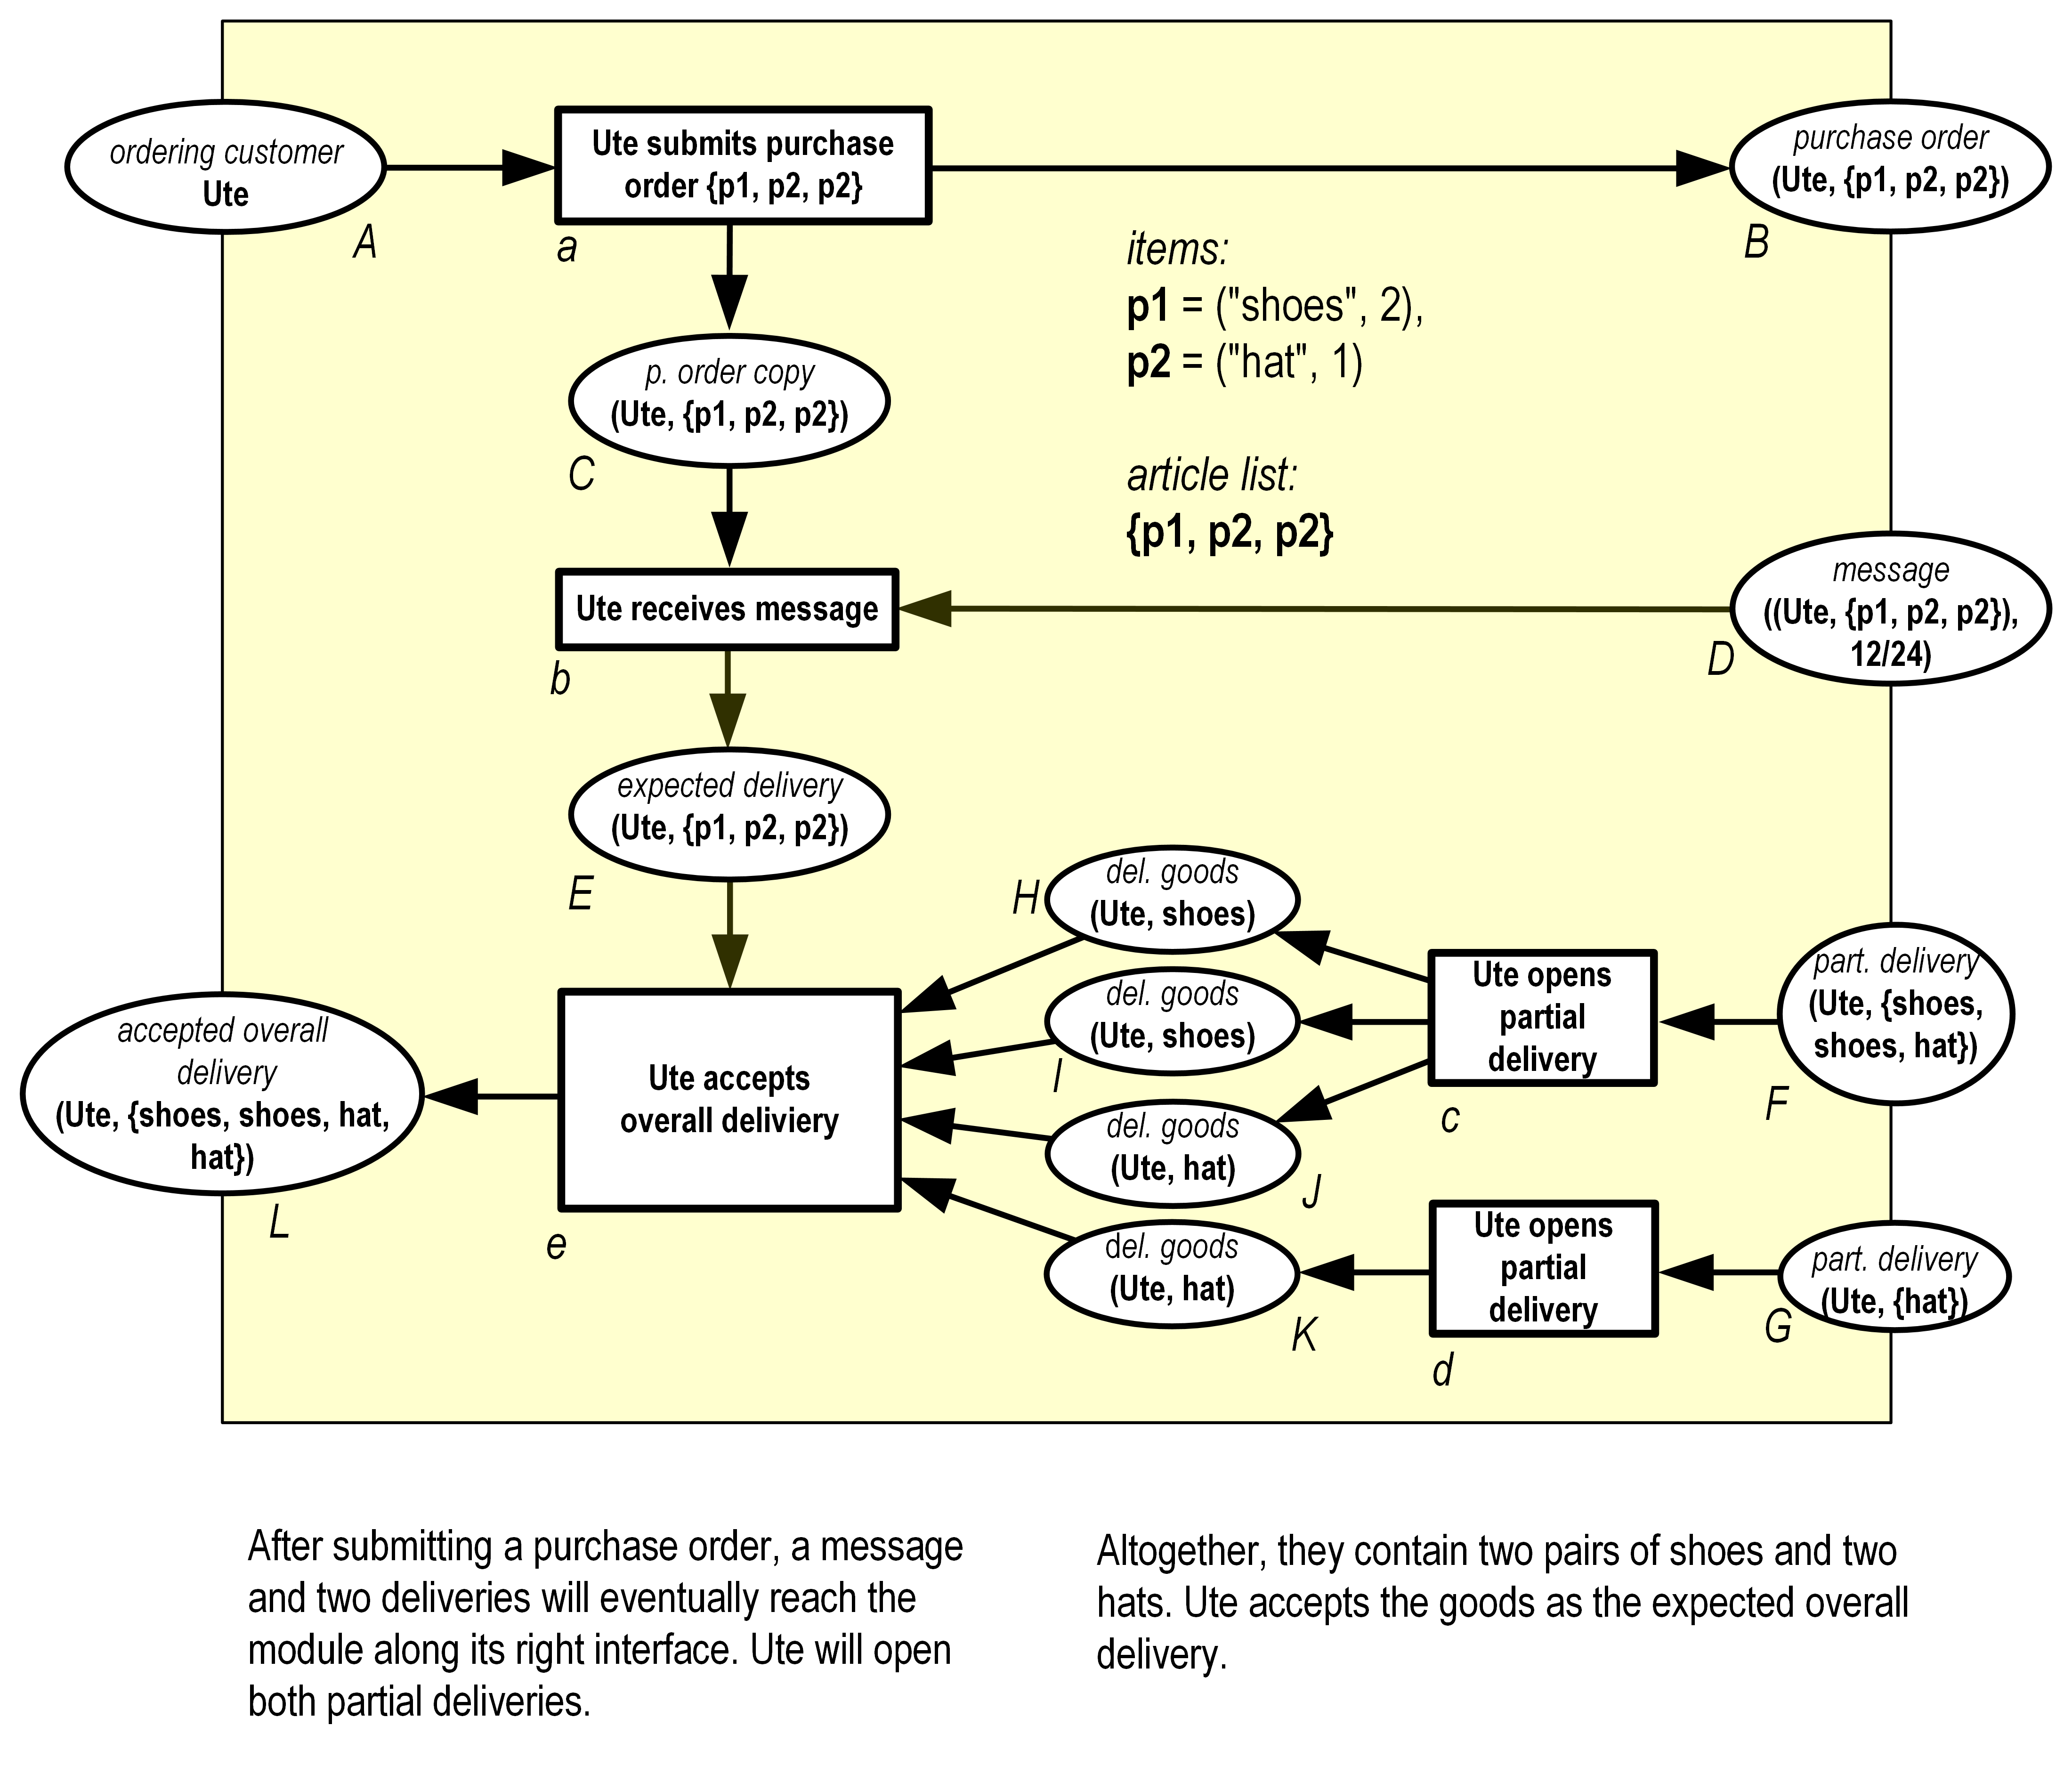 ordering customer
Ute
A
Ute submits purchase
order {p1, p2, p2}
a
purchase order
(Ute, {p1, p2, p2})
B
items:
p1 = ("shoes", 2),
p2 = ("hat", 1)
p. order copy
(Ute, {p1, p2, p2})
C
article list:
{p1, p2, p2}
Ute receives message
b
message
((Ute, {p1, p2, p2}),
12/24)
D
expected delivery
(Ute, {p1, p2, p2})
E
del. goods
(Ute, shoes)
H
del. goods
(Ute, shoes)
I
del. goods
(Ute, hat)
J
del. goods
(Ute, hat)
K
Ute opens
partial
delivery
c
part. delivery
(Ute, {shoes,
shoes, hat})
F
Ute opens
partial
delivery
d
part. delivery
(Ute, {hat})
G
Ute accepts
overall deliviery
e
accepted overall
delivery
(Ute, {shoes, shoes, hat,
hat})
L
After submitting a purchase order, a message
and two deliveries will eventually reach the
module along its right interface. Ute will open
both partial deliveries.
Altogether, they contain two pairs of shoes and two
hats. Ute accepts the goods as the expected overall
delivery.